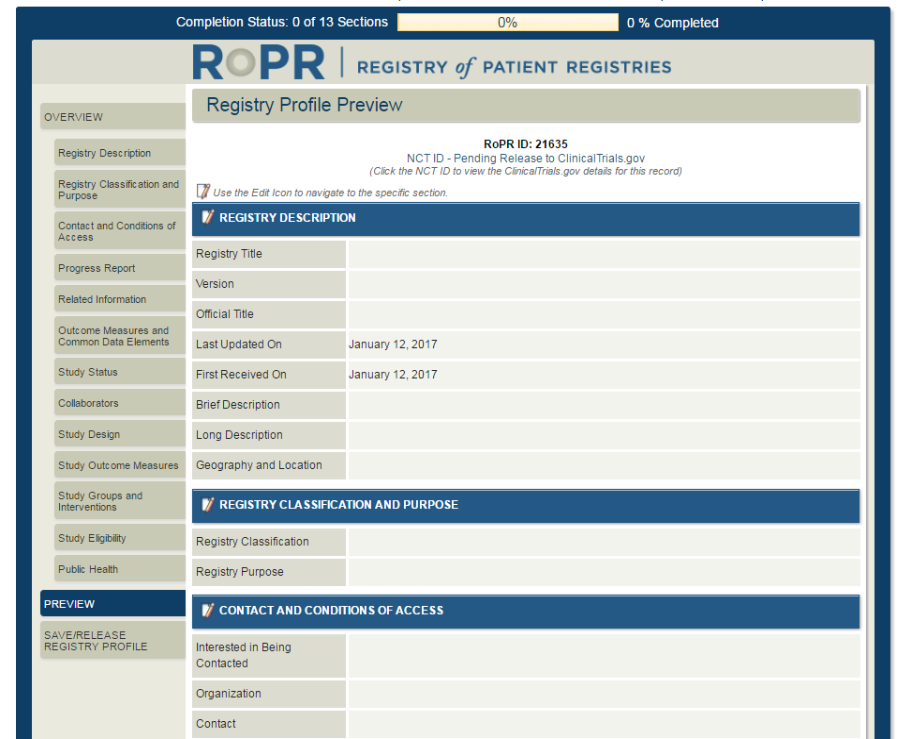 Completion Status: 0 of 13 Sections 0% 0 % Completed
RoPR | REGISTRY of PATIENT REGISTRIES
OVERVIEW
Registry Description
Registry Classification and
Purpose
Contact and Conditions of
Access
Progress Report
Related Information
Outcome Measures and
Common Data Elements
Study Status
Collaborators
Study Design
Study Outcome Measures
Study Groups and
Interventions
Study Eligibility
Public Health
PREVIEW
SAVE/RELEASE
REGISTRY PROFILE
Registry Profile Preview
RoPR ID: 21635
NCT ID - Pending Release to ClinicalTrials.gov
(Click the NCT ID to view the ClinicalTrials.gov details for this record)
Use the Edit Icon to navigate to the specific section.
REGISTRY DESCRIPTION
Registry Title
Version
Official Title
Last Updated On January 12, 2017
First Received On January 12, 2017
Brief Description
Long Description
Geography and Location
REGISTRY CLASSIFICATION AND PURPOSE
Registry Classification
Registry Purpose
CONTACT AND CONDITIONS OF ACCESS
Interested in Being
Contacted
Organization
Contact